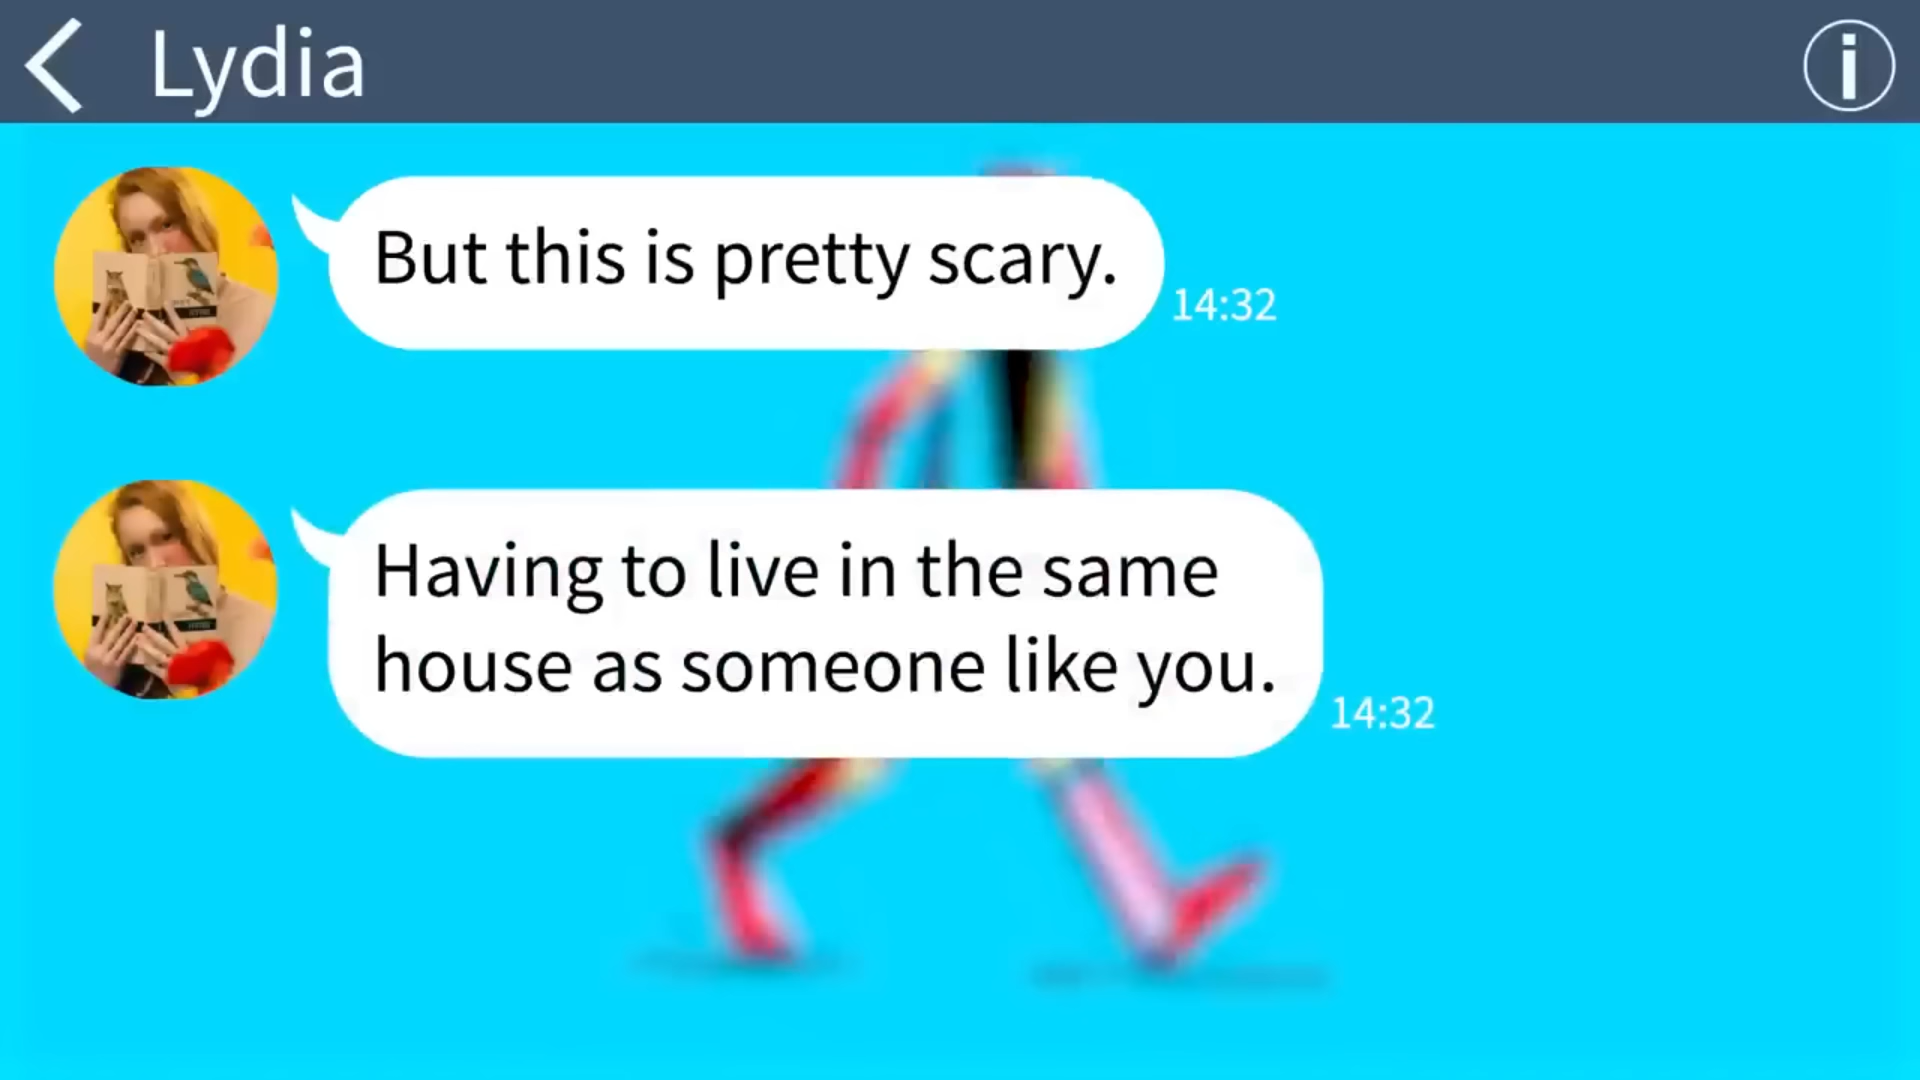 Lydia
But this is pretty scary.
14:32
Having to live in the same
house as someone like you.
14:32